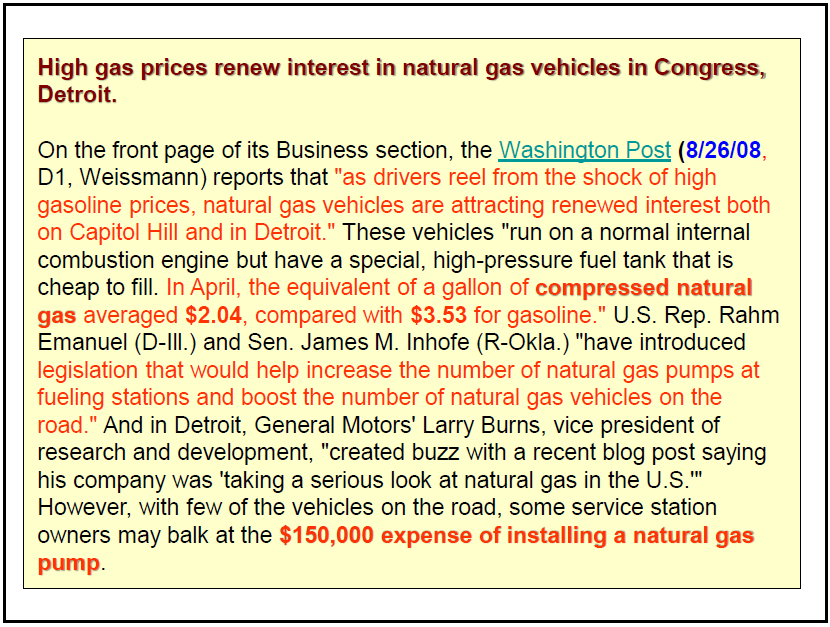 High gas prices renew interest in natural gas vehicles in Congress,
Detroit.
On the front page of its Business section, the Washington Post (8/26/08,
D1, Weissmann) reports that "as drivers reel from the shock of high
gasoline prices, natural gas vehicles are attracting renewed interest both
on Capitol Hill and in Detroit." These vehicles "run on a normal internal
combustion engine but have a special, high-pressure fuel tank that is
cheap to fill. In April, the equivalent of a gallon of compressed natural
gas averaged $2.04, compared with $3.53 for gasoline." U.S. Rep. Rahm
Emanuel (D-Ill.) and Sen. James M. Inhofe (R-Okla.) "have introduced
legislation that would help increase the number of natural gas pumps at
fueling stations and boost the number of natural gas vehicles on the
road." And in Detroit, General Motors' Larry Burns, vice president of
research and development, "created buzz with a recent blog post saying
his company was 'taking a serious look at natural gas in the U.S.'"
However, with few of the vehicles on the road, some service station
owners may balk at the $150,000 expense of installing a natural gas
pump.